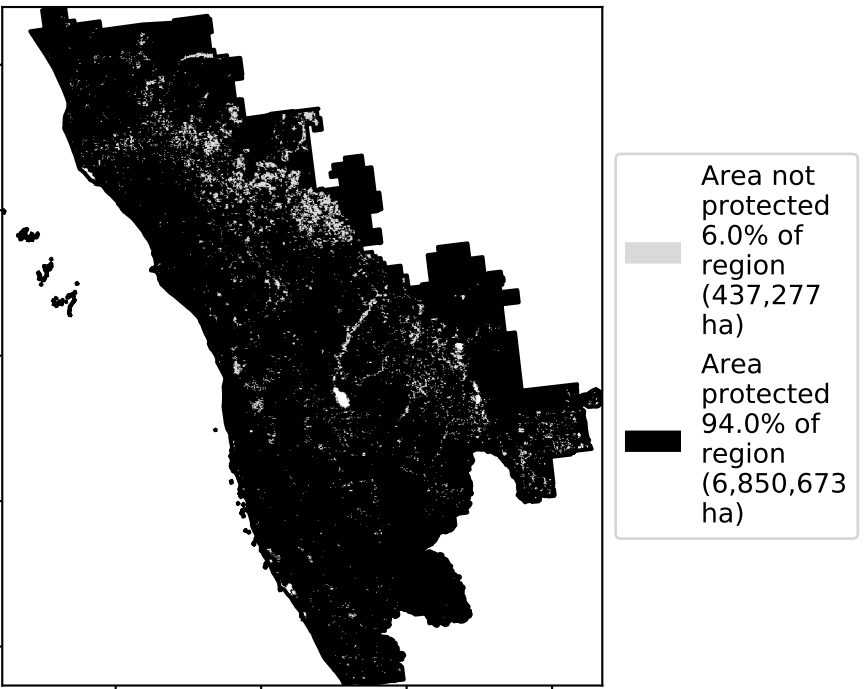 Area not
protected
6.0% of
region
(437,277
ha)
Area
protected
94.0% of
region
(6,850,673
ha)